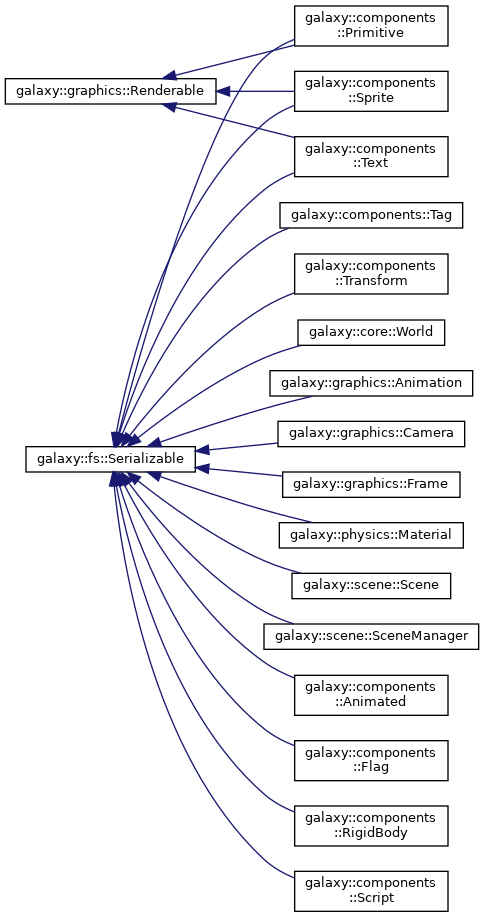 galaxy::components
::Primitive
galaxy::graphics::Renderable
galaxy::components
::Sprite
galaxy::components
::Text
galaxy::components::Tag
galaxy::components
::Transform
galaxy::core::World
galaxy::graphics::Animation
galaxy::graphics::Camera
galaxy::fs::Serializable
galaxy::graphics::Frame
galaxy::physics::Material
galaxy::scene::Scene
galaxy::scene::SceneManager
galaxy::components
::Animated
galaxy::components
::Flag
galaxy::components
::RigidBody
galaxy::components
::Script